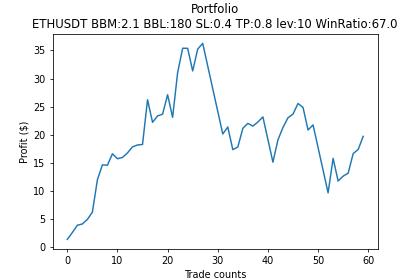 Portfolio
ETHUSDT BBM:2.1 BBL:180 SL:0.4 TP:0.8 lev:10 WinRatio:67.0
35
30
25
20
15
10
5
0
Profit ($)
0 10 20 30 40 50 60
Trade counts